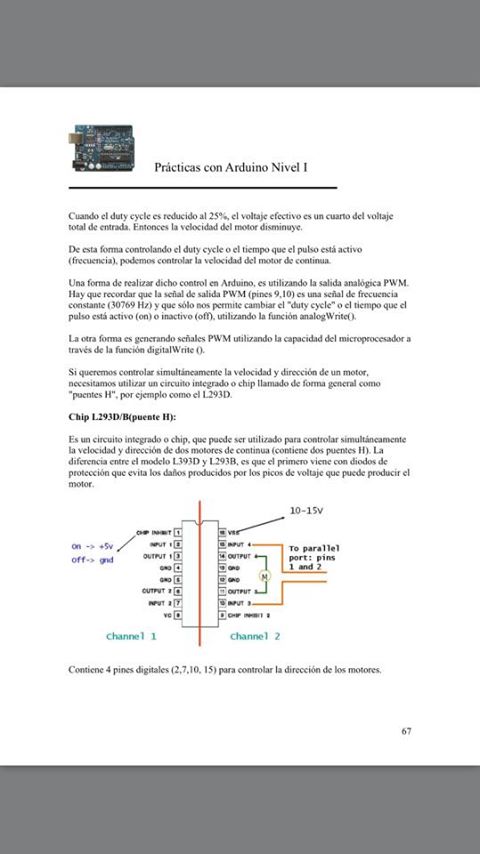 Prácticas con Arduino Nivel I
Cuando el duty cycle es reducido al 25%, el voltaje efectivo es un cuarto del voltaje
total de entrada. Entonces la velocidad del motor disminuye.
De esta forma controlando el duty cycle o el tiempo que el pulso está activo
(frecuencia), podemos controlar la velocidad del motor de continua.
Una forma de realizar dicho control en Arduino, es utilizando la salida analógica PWM.
Hay que recordar que la señal de salida PWM (pines 9,10) es una señal de frecuencia
constante (30769 Hz) y que sólo nos permite cambiar el "duty cycle" o el tiempo que el
pulso está activo (on) o inactivo (off), utilizando la función analogWrite().
La otra forma es generando señales PWM utilizando la capacidad del microprocesador a
través de la función digitalWrite ().
Si queremos controlar simultáneamente la velocidad y dirección de un motor,
necesitamos utilizar un circuito integrado o chip llamado de forma general como
"puentes H", por ejemplo como el L293D.
Chip L293D/B(puente H):
Es un circuito integrado o chip, que puede ser utilizado para controlar simultáneamente
la velocidad y dirección de dos motores de continua (contiene dos puentes H). La
diferencia entre el modelo L393D y L293B, es que el primero viene con diodos de
protección que evita los daños producidos por los picos de voltaje que puede producir el
motor.
10-15V
CHIP INHIBIT 1
16 VSS
On -> +5v
INPUT 1 2
15 INPUT 4
To parallel
port: pins
1 and 2
Off-> gnd
OUTPUT 1 3
14 OUTPUT 4
GND 4
13 GND
M
GND 5
12 GND
OUTPUT 2 6
11 OUTPUT 3
INPUT 2 7
10 INPUT 3
VC 8
9 CHIP INHIBIT 2
Channel 1
Channel 2
Contiene 4 pines digitales (2,7,10, 15) para controlar la dirección de los motores.
67